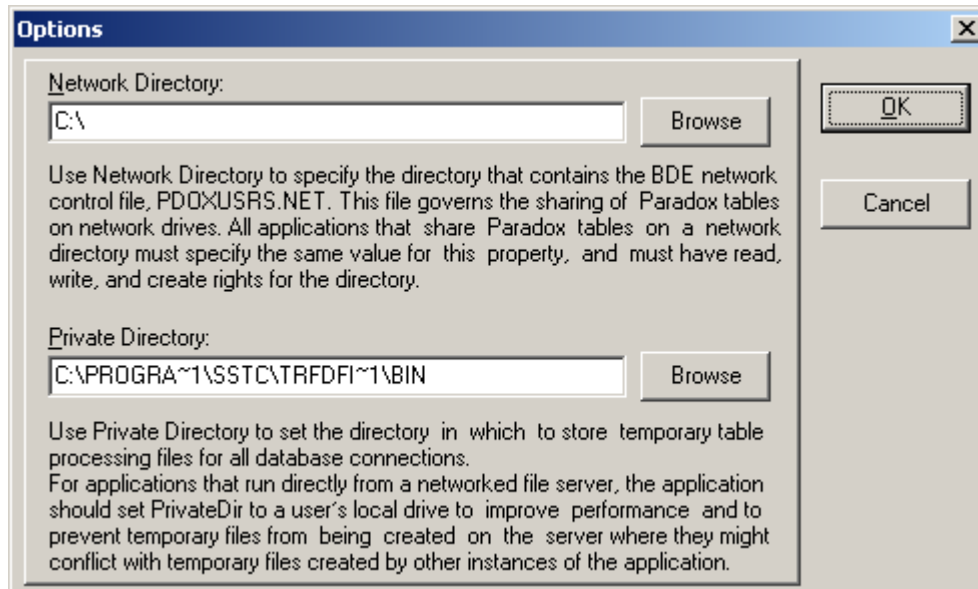 Options
Network Directory:
C:\
Browse
OK
Use Network Directory to specify the directory that contains the BDE network
control file, PDOXUSRS.NET. This file governs the sharing of Paradox tables
on network drives. All applications that share Paradox tables on a network
directory must specify the same value for this property, and must have read,
write, and create rights for the directory.
Cancel
Private Directory:
C:\PROGRA~1\SSTC\TRFDFI~1\BIN
Browse
Use Private Directory to set the directory in which to store temporary table
processing files for all database connections.
For applications that run directly from a networked file server, the application
should set PrivateDir to a user's local drive to improve performance and to
prevent temporary files from being created on the server where they might
conflict with temporary files created by other instances of the application.